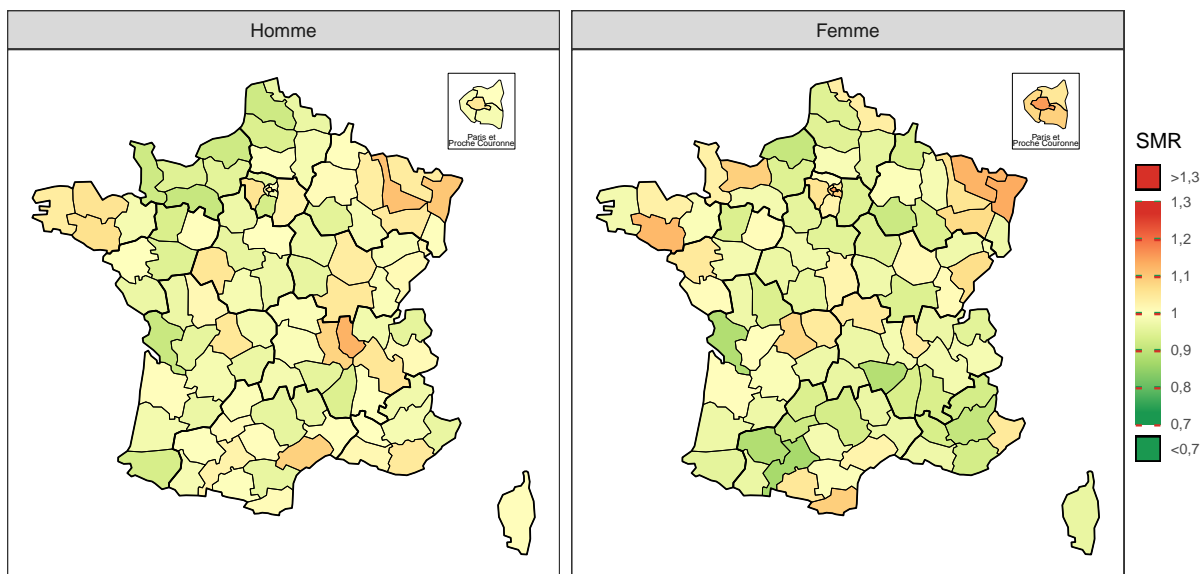 Homme
Femme
Paris et
Proche Couronne
Paris et
Proche Couronne
SMR
>1,3
1,3
1,2
1,1
1
0,9
0,8
0,7
<0,7